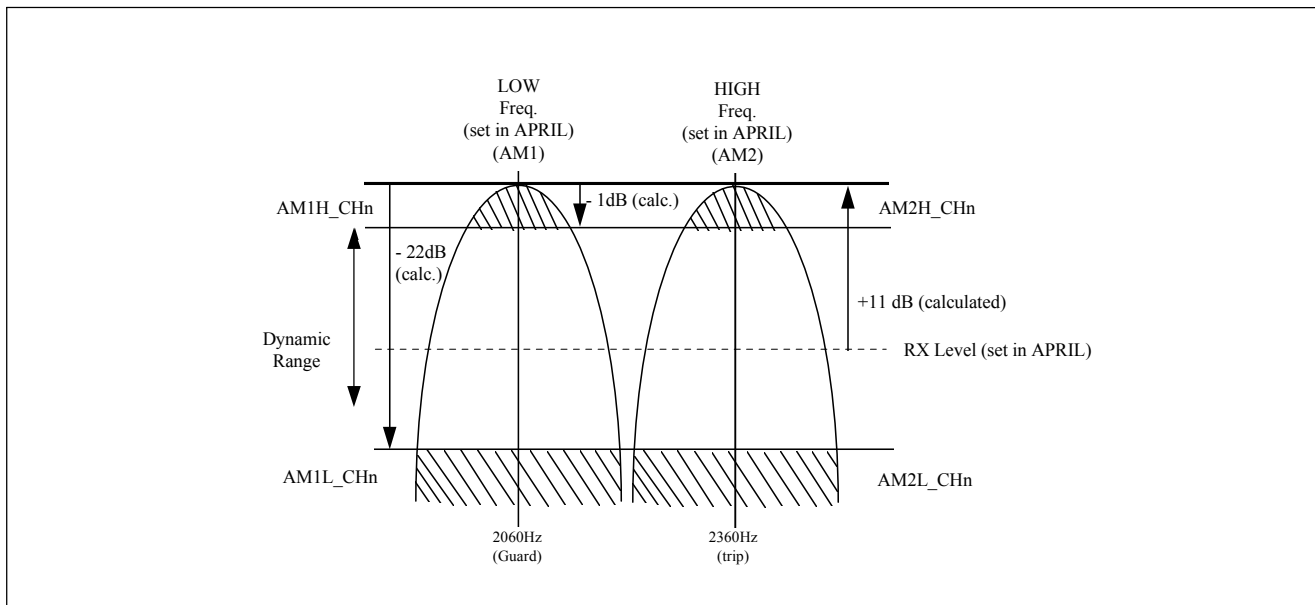 LOW
Freq.
(set in APRIL)
(AM1)
HIGH
Freq.
(set in APRIL)
(AM2)
AM1H_CHn
- 1dB (calc.)
AM2H_CHn
- 22dB
(calc.)
+11 dB (calculated)
Dynamic
Range
RX Level (set in APRIL)
AM1L_CHn
AM2L_CHn
2060Hz
(Guard)
2360Hz
(trip)